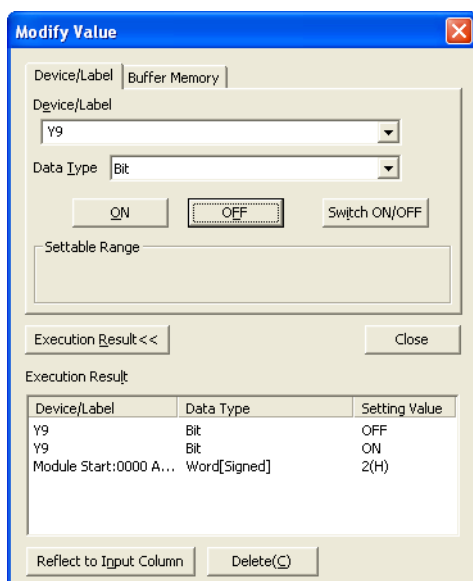 Modify Value
Device/Label Buffer Memory
Device/Label
Y9
Data Type Bit
ON OFF Switch ON/OFF
Settable Range
Execution Result<< Close
Execution Result
Device/Label Data Type Setting Value
Y9 Bit OFF
Y9 Bit ON
Module Start:0000 A... Word[Signed] 2(H)
Reflect to Input Column Delete(C)